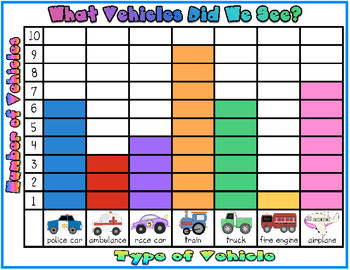 What Vehicles Did We See?
Number of Vehicles
10
9
8
7
6
5
4
3
2
1
police car ambulance race car train truck fire engine airplane
Type of Vehicle